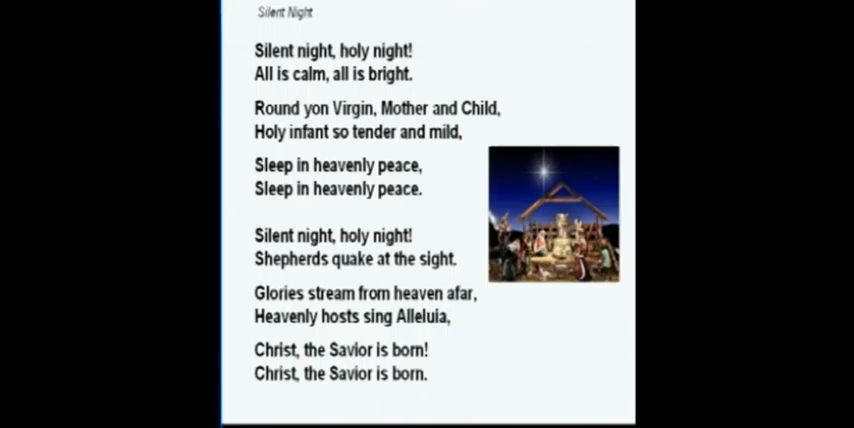 Silent Night
Silent night, holy night!
All is calm, all is bright.
Round yon Virgin, Mother and Child,
Holy infant so tender and mild,
Sleep in heavenly peace,
Sleep in heavenly peace.
Silent night, holy night!
Shepherds quake at the sight.
Glories stream from heaven afar,
Heavenly hosts sing Alleluia,
Christ, the Savior is born!
Christ, the Savior is born.